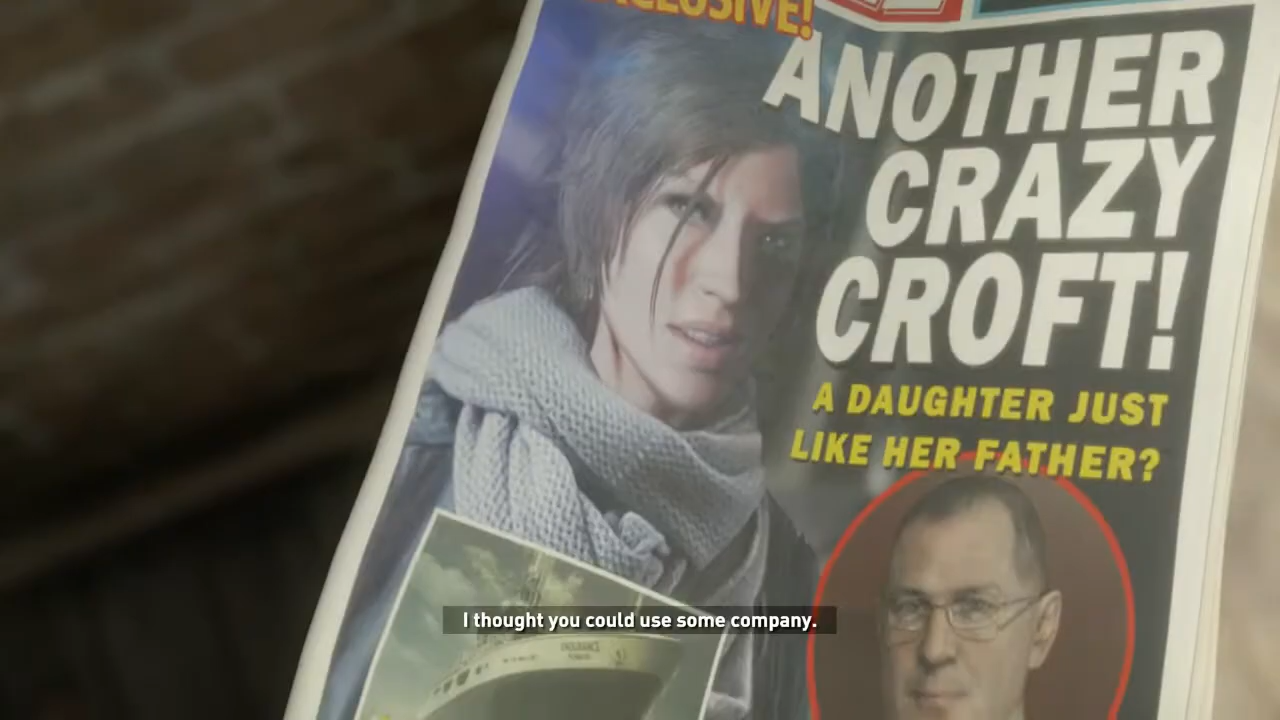 EXCLUSIVE!
ANOTHER
CRAZY
CROFT!
A DAUGHTER JUST
LIKE HER FATHER?
ENDURANCE
I thought you could use some company.